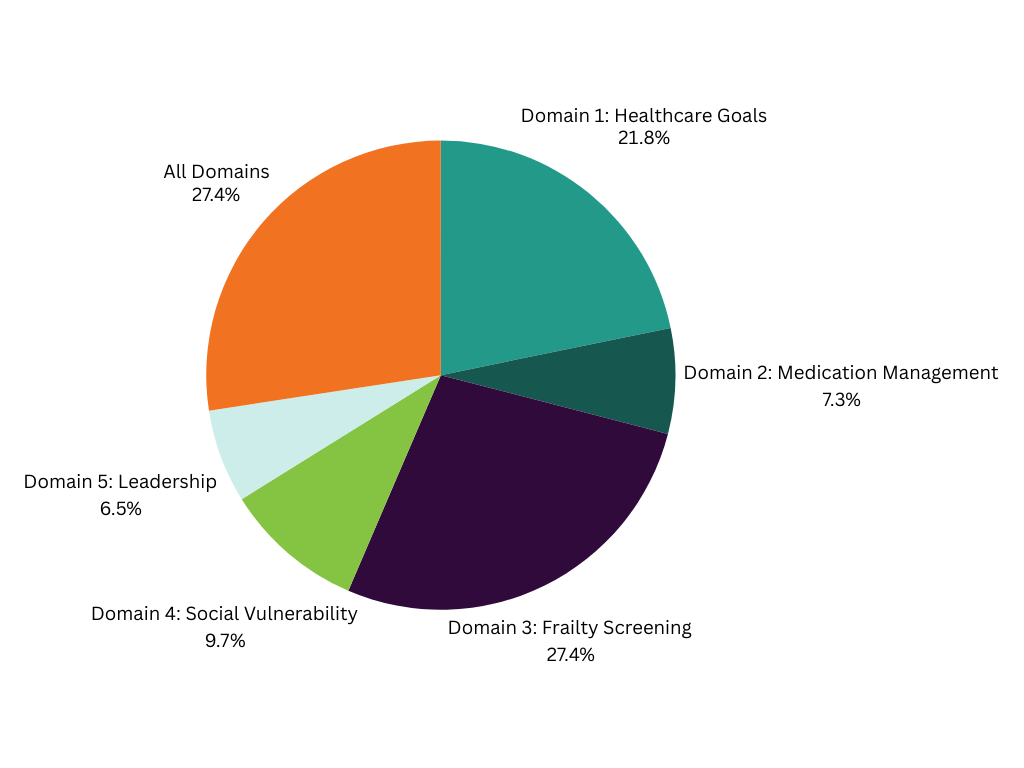 Domain 1: Healthcare Goals
21.8%
All Domains
27.4%
Domain 2: Medication Management
7.3%
Domain 5: Leadership
6.5%
Domain 4: Social Vulnerability
9.7%
Domain 3: Frailty Screening
27.4%